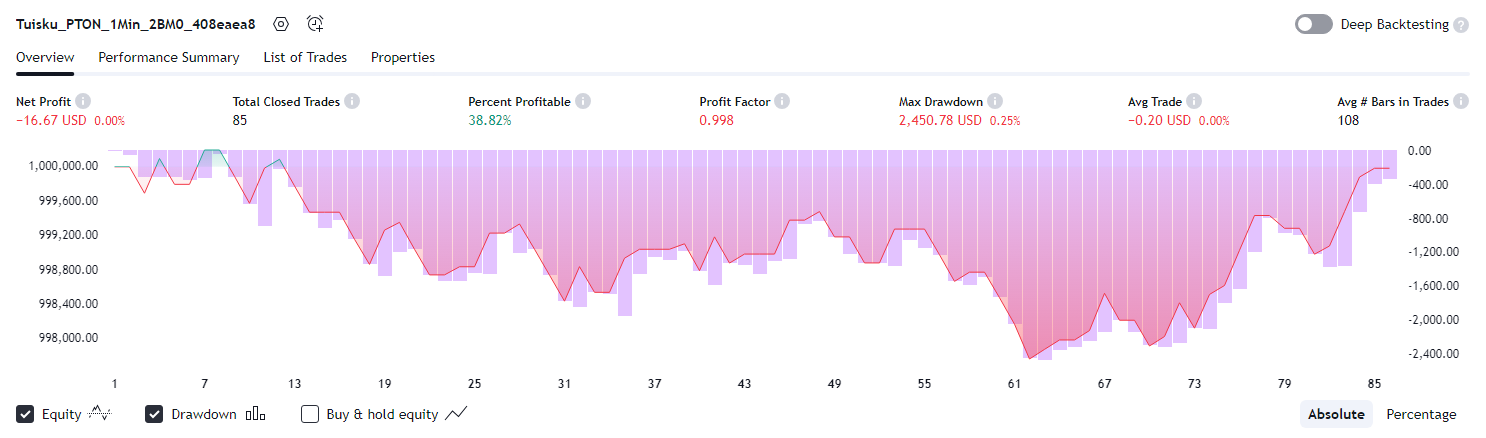 Tuisku_PTON_1Min_2BM0_408eaea8 Deep Backtesting ?
Overview Performance Summary List of Trades Properties
Net Profit i Total Closed Trades i Percent Profitable i Profit Factor i Max Drawdown i Avg Trade i Avg # Bars in Trades i
−16.67 USD 0.00% 85 38.82% 0.998 2,450.78 USD 0.25% −0.20 USD 0.00% 108
1,000,000.00
999,600.00
999,200.00
998,800.00
998,400.00
998,000.00
0.00
-400.00
-800.00
-1,200.00
-1,600.00
-2,000.00
-2,400.00
1 7 13 19 25 31 37 43 49 55 61 67 73 79 85
Equity Drawdown Buy & hold equity Absolute Percentage